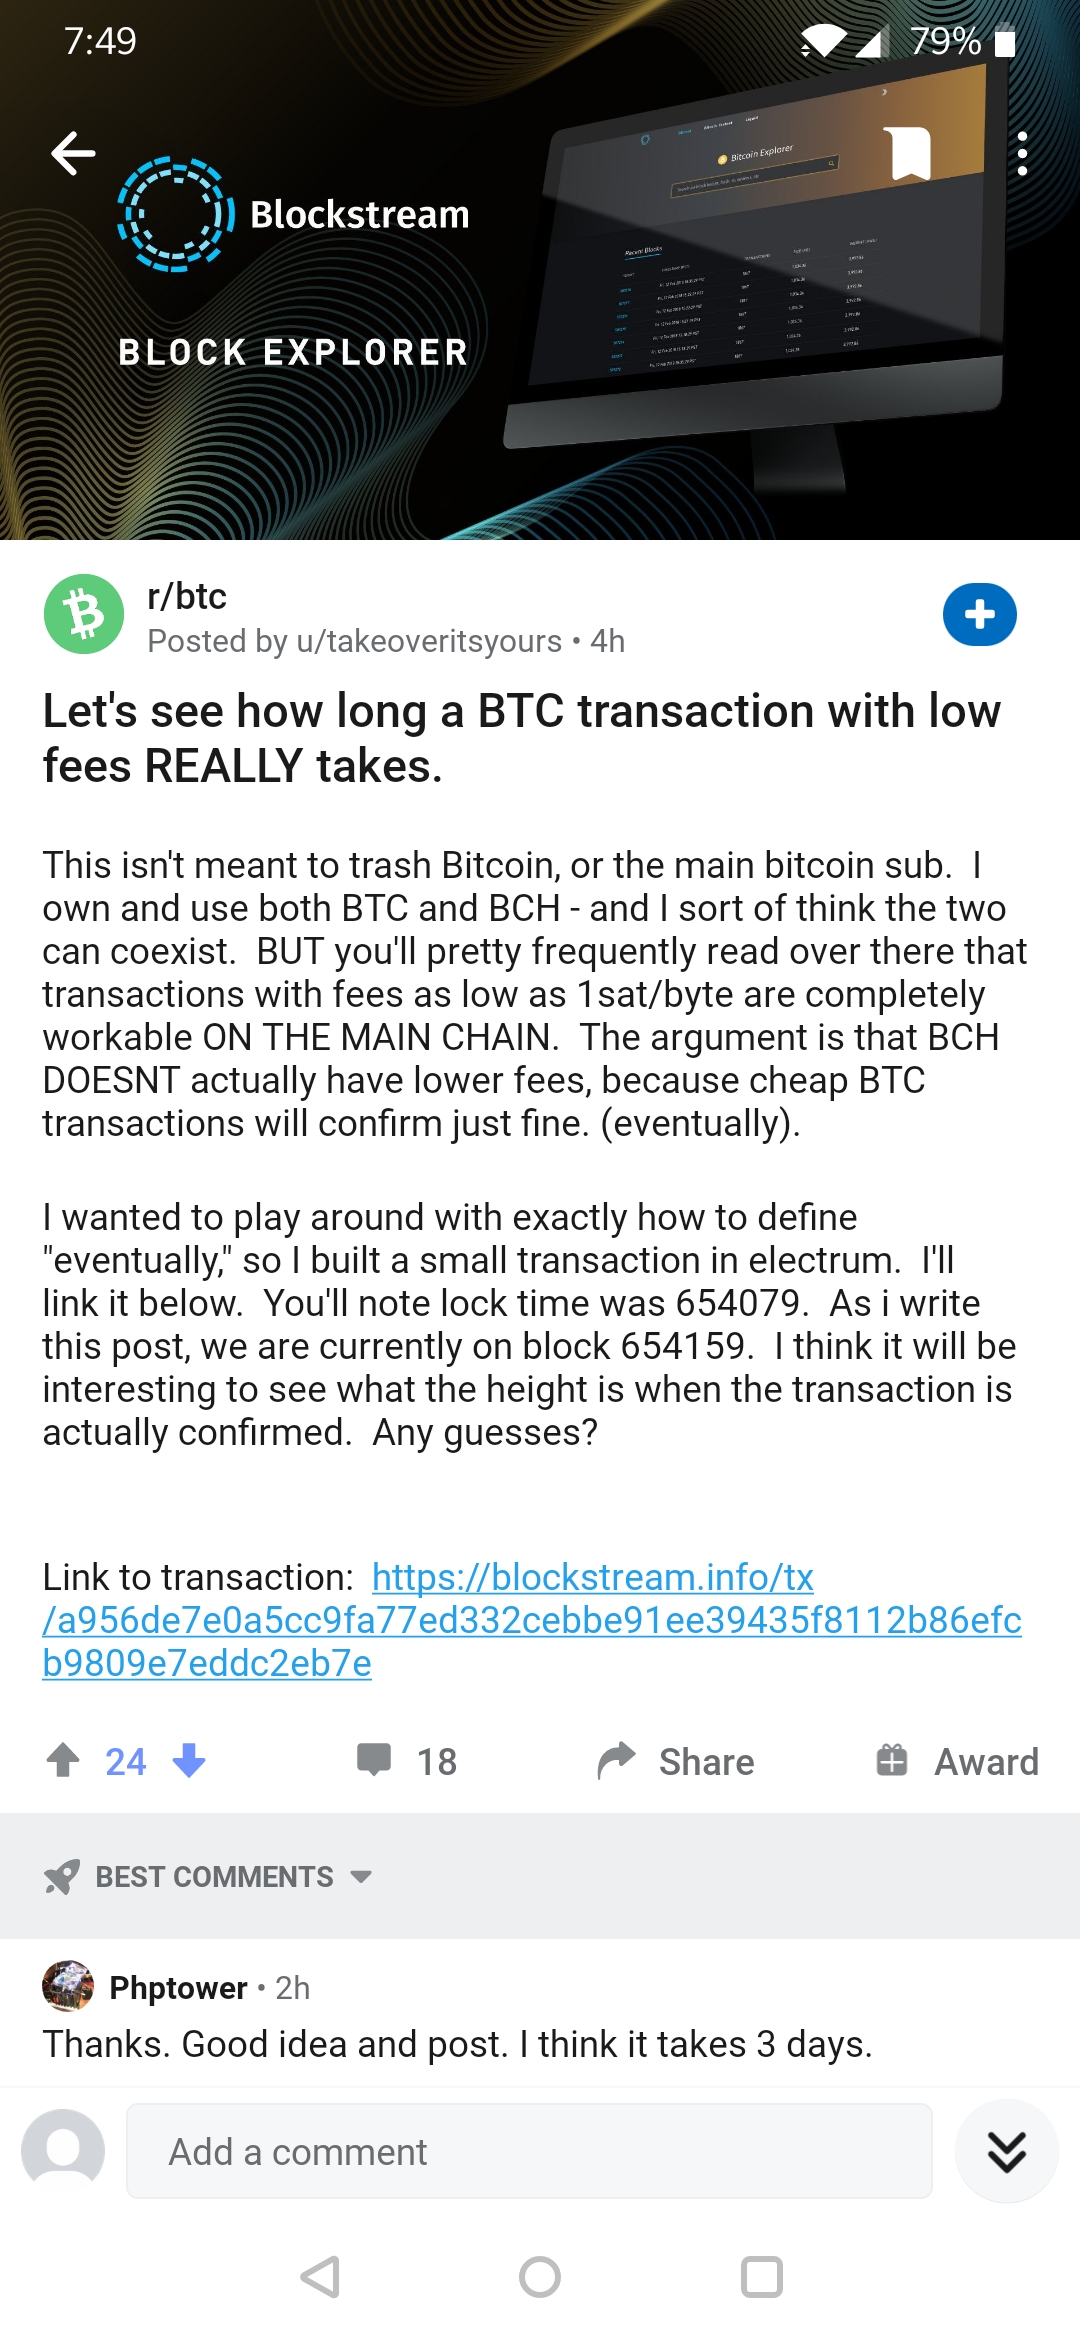 7:49
79%
Blockstream
BLOCK EXPLORER
Bitcoin Explorer
Recent Blocks
r/btc
Posted by u/takeoveritsyours • 4h
Let's see how long a BTC transaction with low
fees REALLY takes.
This isn't meant to trash Bitcoin, or the main bitcoin sub.  I
own and use both BTC and BCH - and I sort of think the two
can coexist.  BUT you'll pretty frequently read over there that
transactions with fees as low as 1sat/byte are completely
workable ON THE MAIN CHAIN.  The argument is that BCH
DOESNT actually have lower fees, because cheap BTC
transactions will confirm just fine. (eventually).
I wanted to play around with exactly how to define
"eventually," so I built a small transaction in electrum.  I'll
link it below.  You'll note lock time was 654079.  As i write
this post, we are currently on block 654159.  I think it will be
interesting to see what the height is when the transaction is
actually confirmed.  Any guesses?
Link to transaction:  https://blockstream.info/tx
/a956de7e0a5cc9fa77ed332cebbe91ee39435f8112b86efc
b9809e7eddc2eb7e
24
18
Share
Award
BEST COMMENTS
Phptower • 2h
Thanks. Good idea and post. I think it takes 3 days.
Add a comment